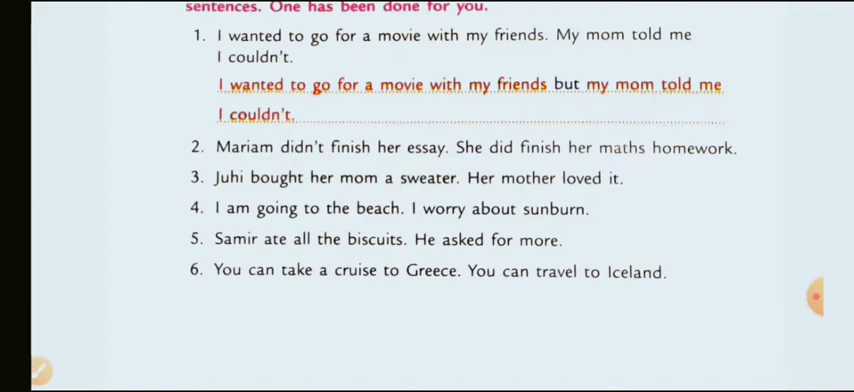 sentences. One has been done for you.
1. I wanted to go for a movie with my friends. My mom told me
I couldn't.
I wanted to go for a movie with my friends but my mom told me
I couldn't.
2. Mariam didn't finish her essay. She did finish her maths homework.
3. Juhi bought her mom a sweater. Her mother loved it.
4. I am going to the beach. I worry about sunburn.
5. Samir ate all the biscuits. He asked for more.
6. You can take a cruise to Greece. You can travel to Iceland.